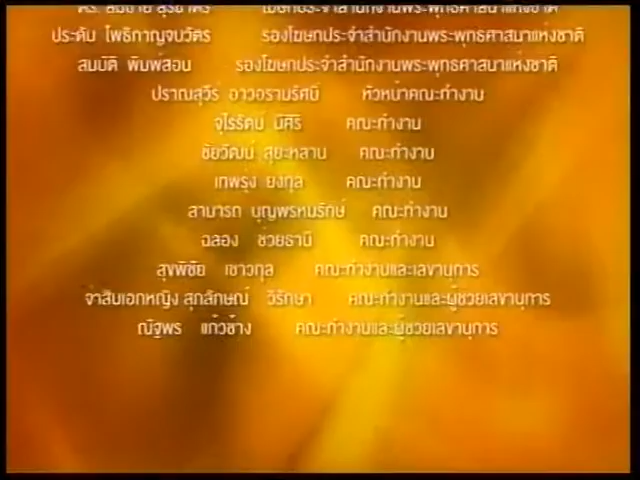 ประดับ โพธิกาญจนวัตร รองโฆษกประจำสำนักงานพระพุทธศาสนาแห่งชาติ
สมบัติ พิมพ์สอน รองโฆษกประจำสำนักงานพระพุทธศาสนาแห่งชาติ
ปราณสุวีร์ อาวอร่ามรัศมิ์ หัวหน้าคณะทำงาน
จุไรรัตน์ นิศิริ คณะทำงาน
ชัยวัฒน์ สุยะหลาน คณะทำงาน
เทพรุ่ง ยงกุล คณะทำงาน
สามารถ บุญพรหมรักษ์ คณะทำงาน
ฉลอง ช่วยธานี คณะทำงาน
สุขพิชัย เชาวกุล คณะทำงานและเลขานุการ
จ่าสิบเอกหญิง สุภลักษณ์ วิรักษา คณะทำงานและผู้ช่วยเลขานุการ
ณัฐพร แก้วช้าง คณะทำงานและผู้ช่วยเลขานุการ